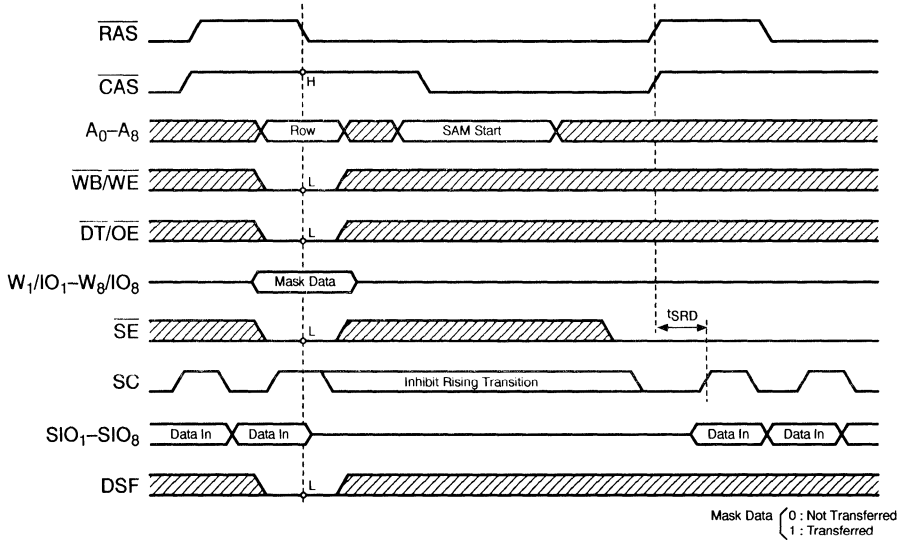 RAS
CAS
H
A0–A8
Row
SAM Start
WB/WE
L
DT/OE
L
W1/IO1–W8/IO8
Mask Data
SE
L
tSRD
SC
Inhibit Rising Transition
SIO1–SIO8
Data In
Data In
Data In
Data In
DSF
L
Mask Data
0 : Not Transferred
1 : Transferred